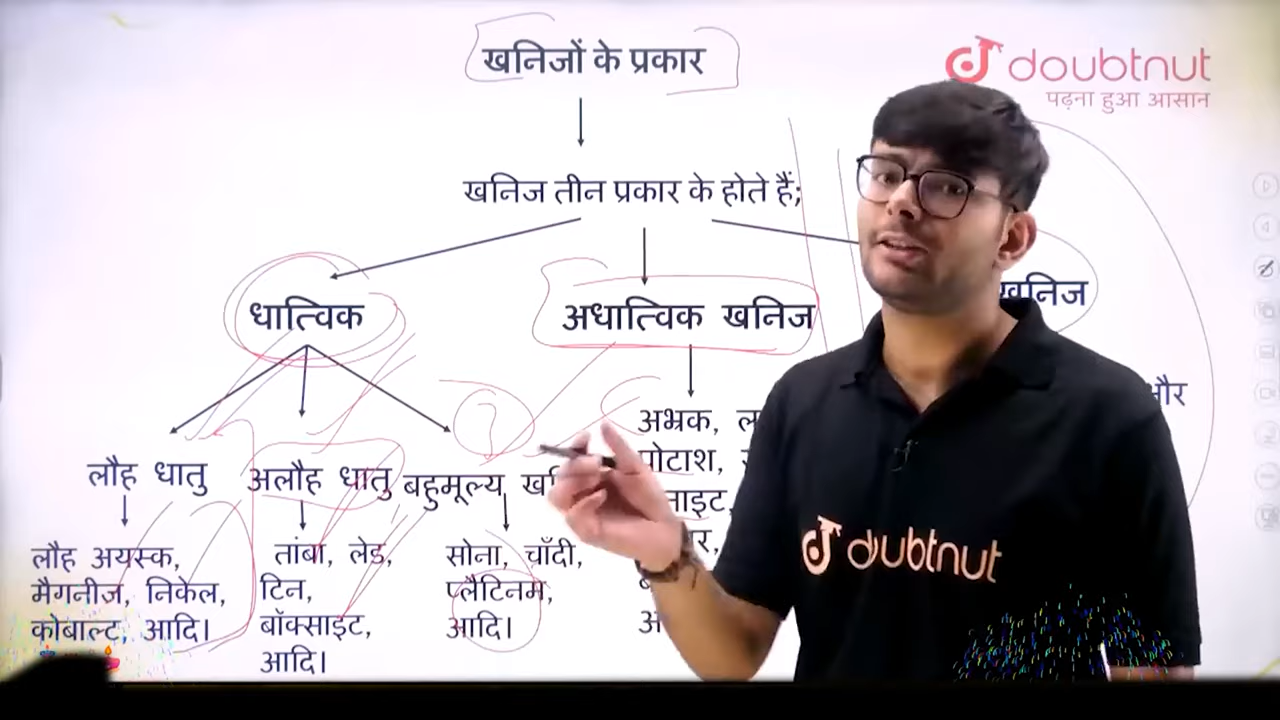 खनिजों के प्रकार
doubtnut
पढ़ना हुआ आसान
खनिज तीन प्रकार के होते हैं;
धात्विक
अधात्विक खनिज
खनिज
लौह धातु
अलौह धातु
बहुमूल्य
लौह अयस्क,
मैगनीज, निकेल,
कोबाल्ट, आदि।
तांबा, लेड,
टिन,
बॉक्साइट,
आदि।
सोना, चाँदी,
प्लैटिनम,
आदि।
अभ्रक,
पोटाश,
और
doubtnut